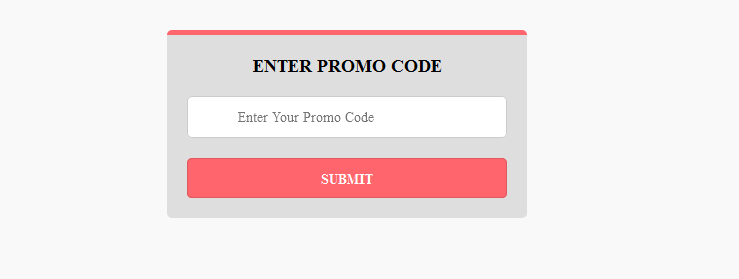 ENTER PROMO CODE
Enter Your Promo Code
SUBMIT